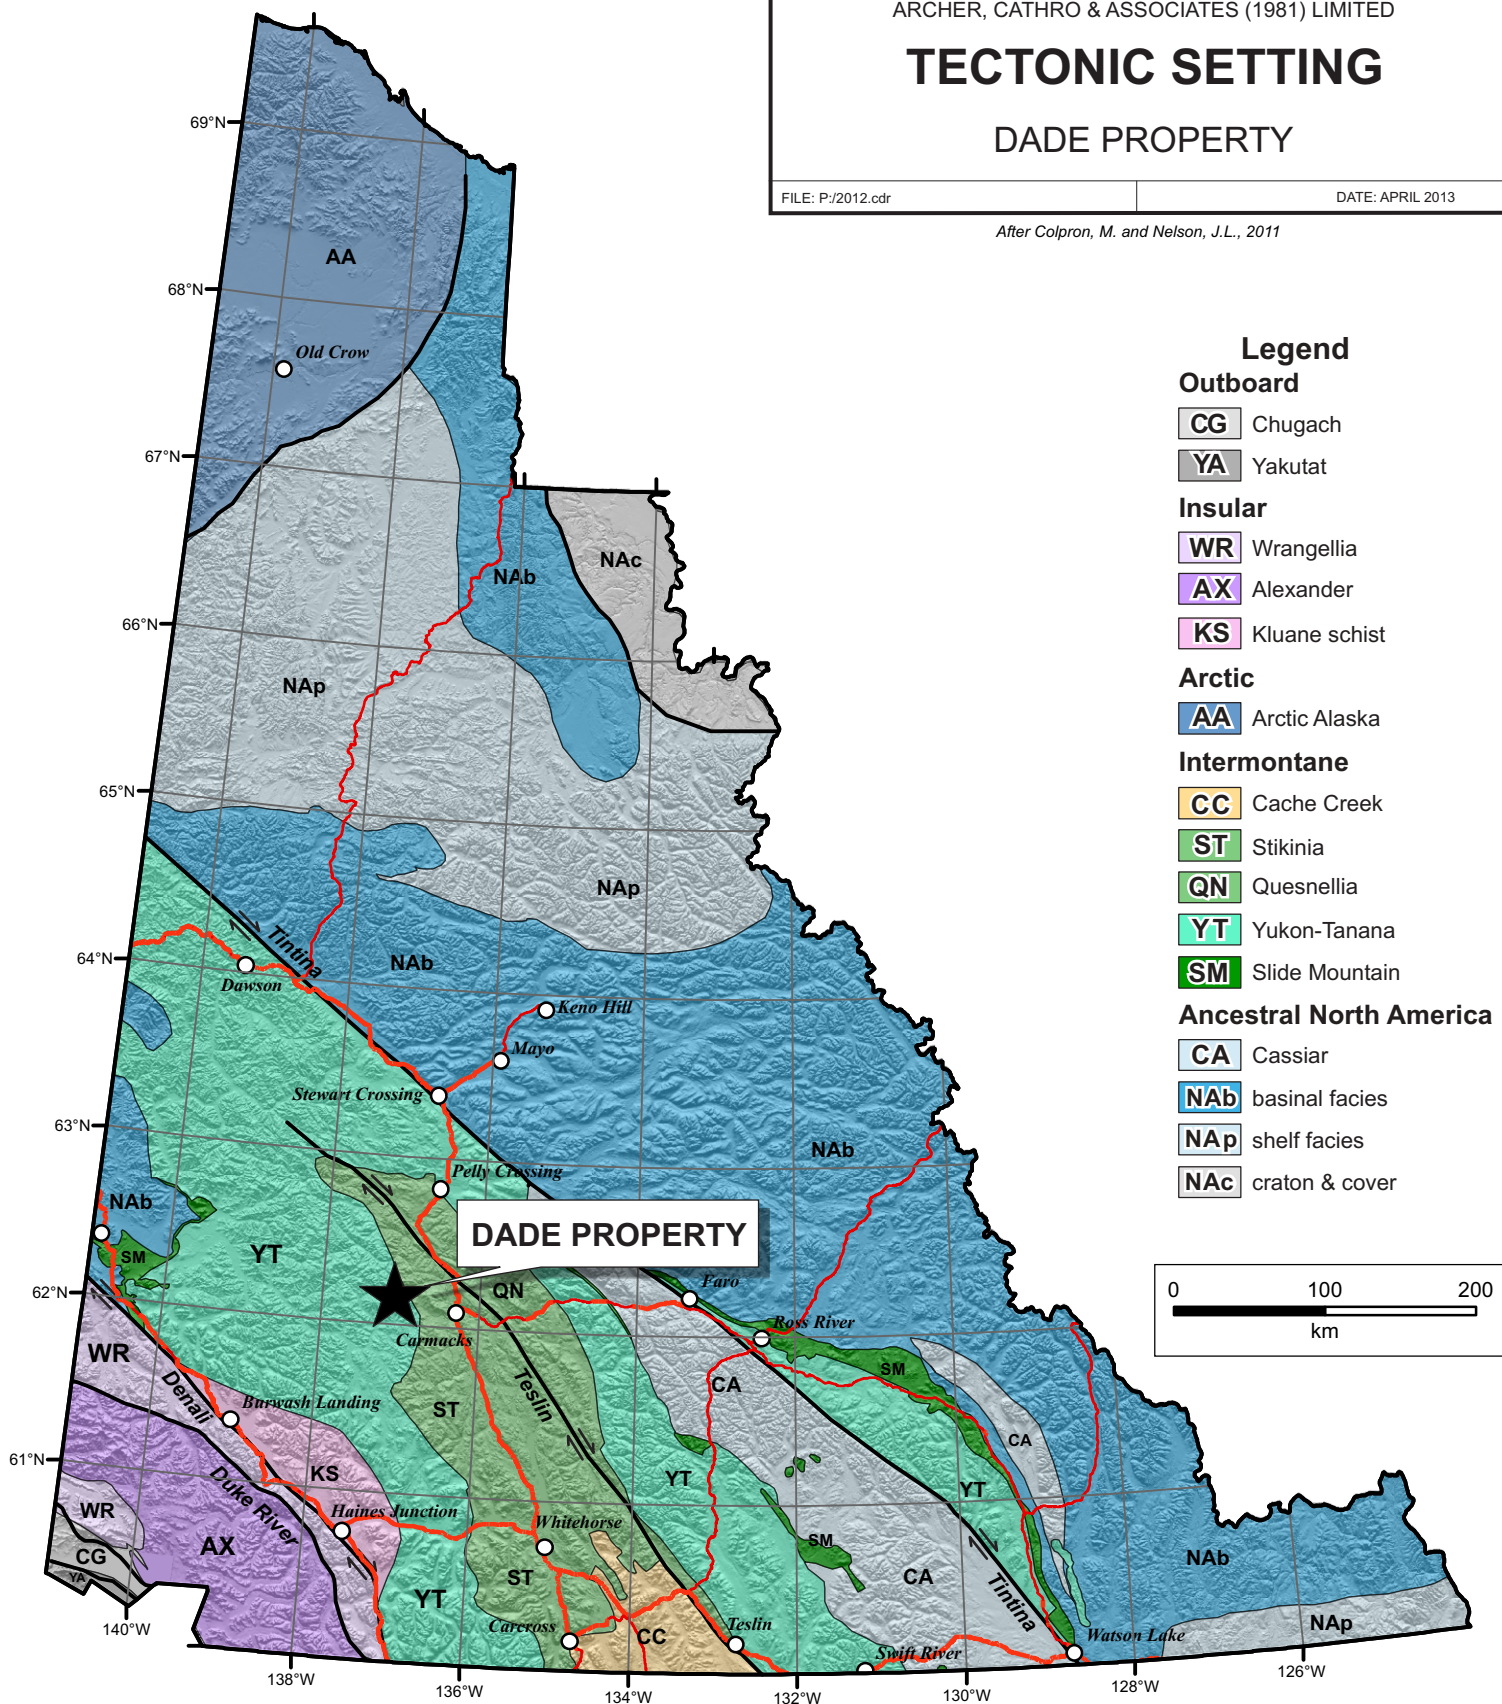 ARCHER, CATHRO & ASSOCIATES (1981) LIMITED
TECTONIC SETTING
DADE PROPERTY
FILE: P:/2012.cdr
DATE: APRIL 2013
After Colpron, M. and Nelson, J.L., 2011
Legend
Outboard
CG Chugach
YA Yakutat
Insular
WR Wrangellia
AX Alexander
KS Kluane schist
Arctic
AA Arctic Alaska
Intermontane
CC Cache Creek
ST Stikinia
QN Quesnellia
YT Yukon-Tanana
SM Slide Mountain
Ancestral North America
CA Cassiar
NAb basinal facies
NAp shelf facies
NAc craton & cover
0 100 200
km
69°N
AA
68°N
Old Crow
67°N
NAc
NAb
66°N
NAp
65°N
NAp
Tintina
64°N
NAb
Dawson
Keno Hill
Mayo
Stewart Crossing
63°N
NAb
Pelly Crossing
NAb
DADE PROPERTY
YT
SM
Faro
62°N
QN
Ross River
Carmacks
WR
SM
Denali
Teslin
CA
Burwash Landing
ST
CA
61°N
KS
YT
YT
Duke River
WR
Haines Junction
Whitehorse
SM
AX
CG
NAb
YA
ST
CA
YT
Tintina
140°W
Carcross
Teslin
NAp
CC
Watson Lake
Swift River
138°W
136°W
134°W
132°W
130°W
128°W
126°W